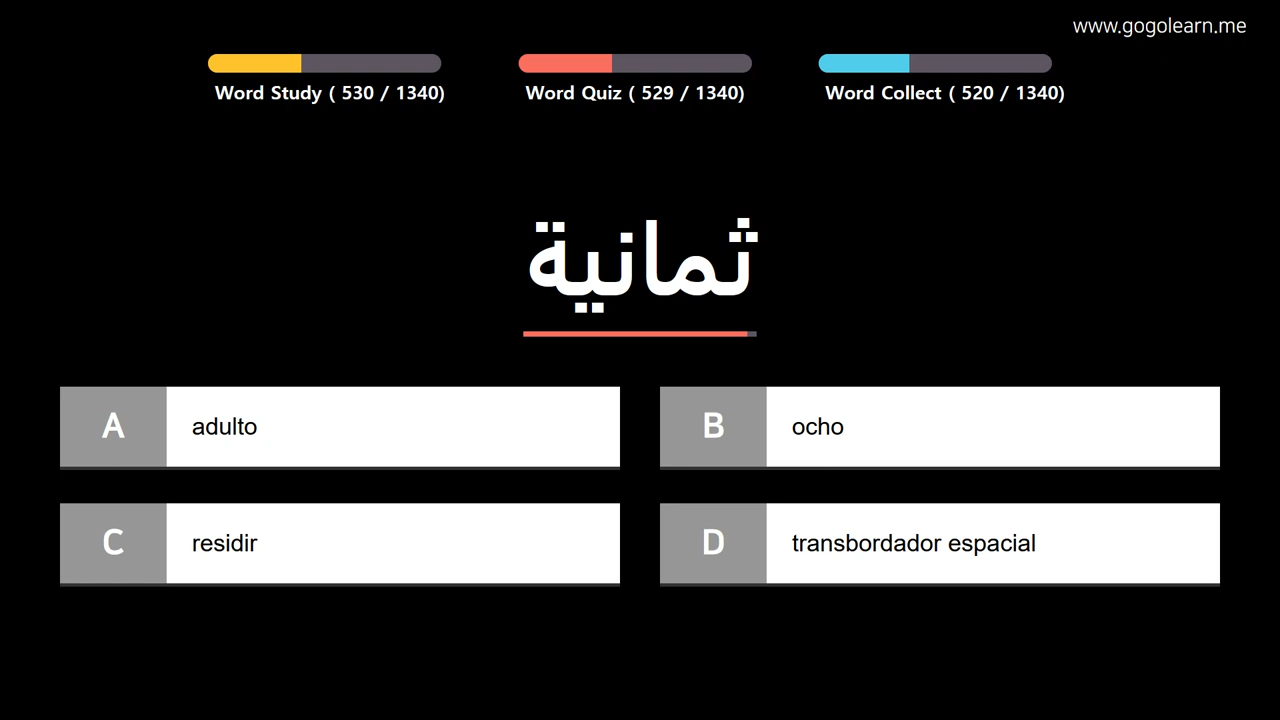 www.gogolearn.me
Word Study ( 530 / 1340)
Word Quiz ( 529 / 1340)
Word Collect ( 520 / 1340)
ثمانية
A
adulto
B
ocho
C
residir
D
transbordador espacial